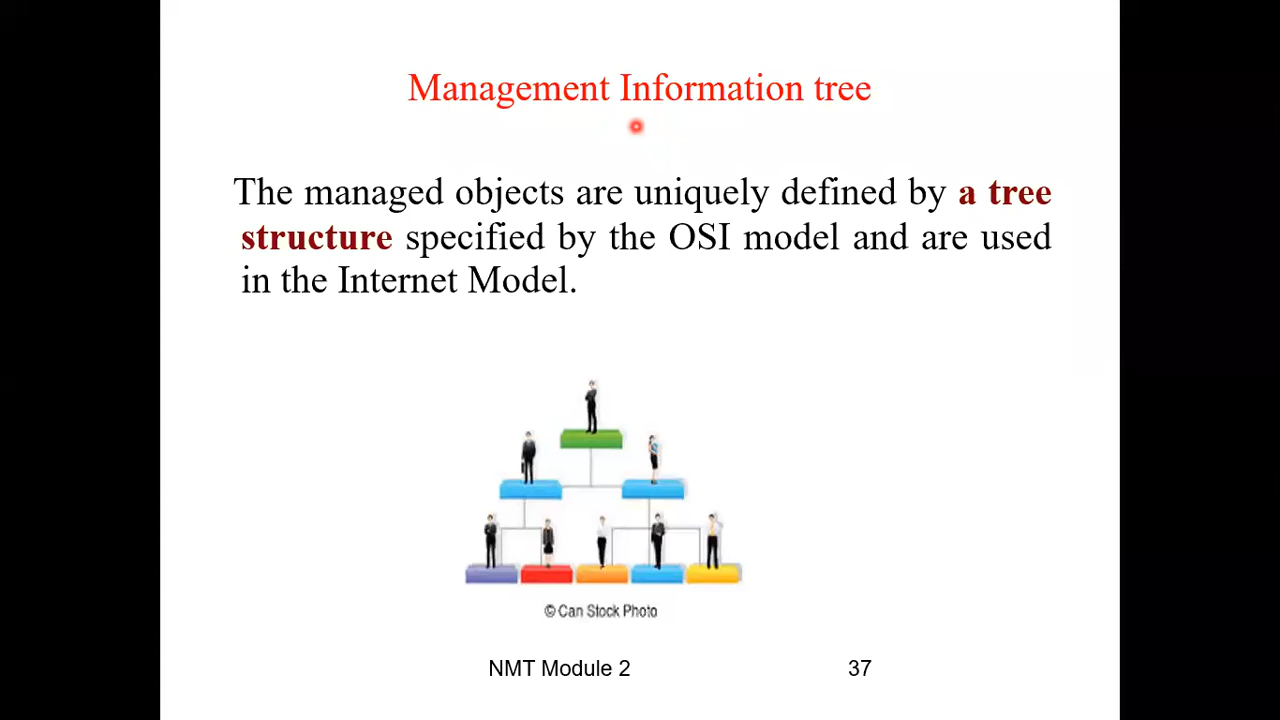 Management Information tree
The managed objects are uniquely defined by a tree
structure specified by the OSI model and are used
in the Internet Model.
© Can Stock Photo
NMT Module 2
37